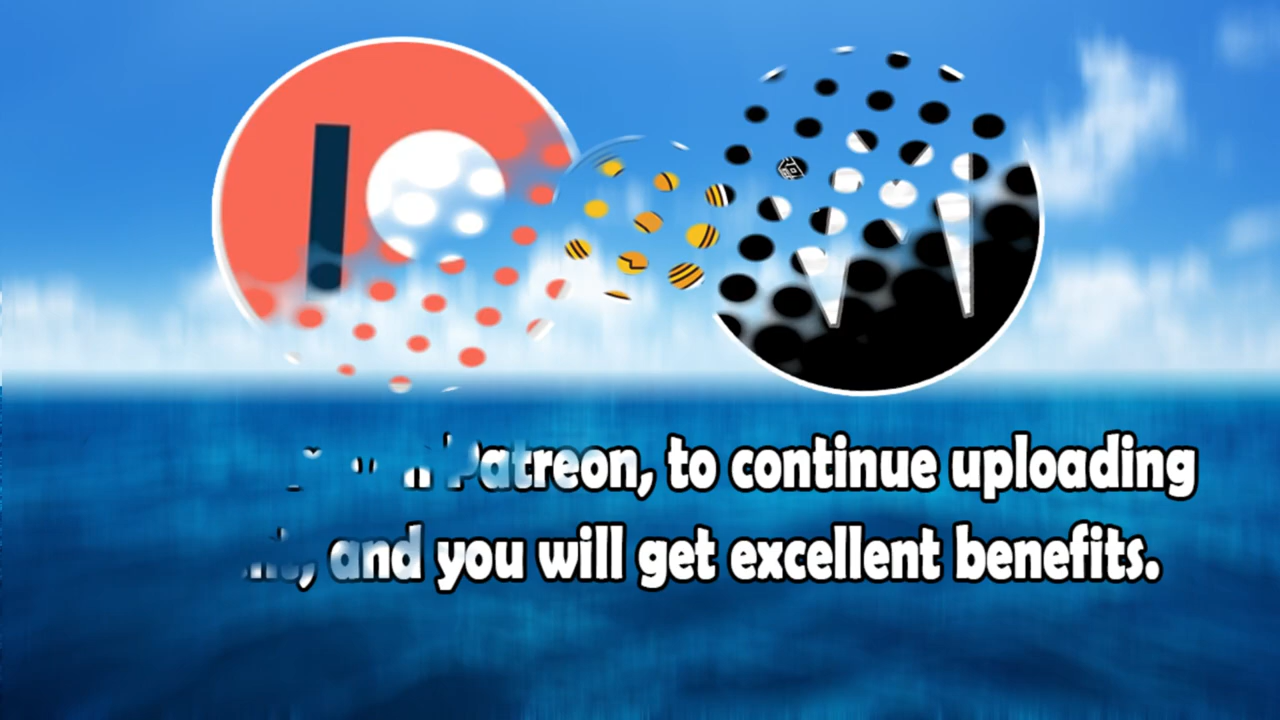 Patreon, to continue uploading
and you will get excellent benefits.